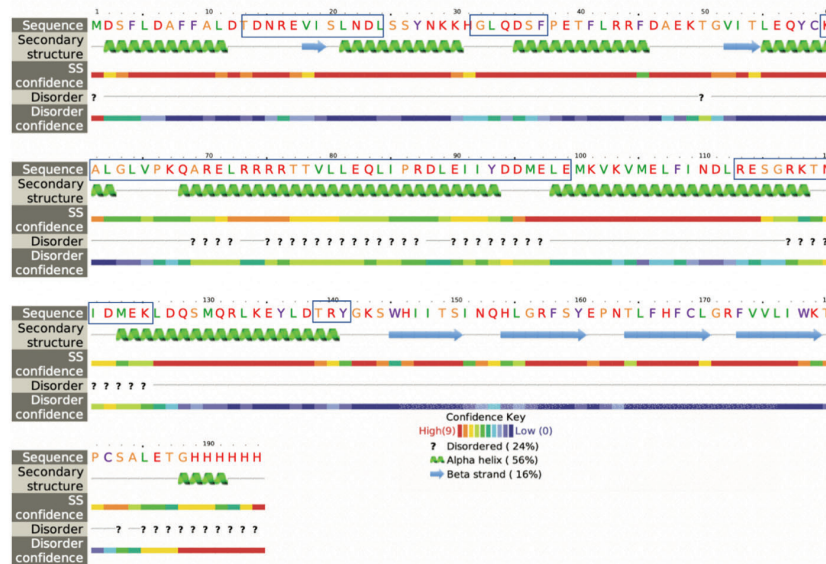 1 10 20 30 40 50
Sequence M D S F L D A F F A L D T D N R E V I S L N D L S S Y N K K H G L Q D S F P E T F L R R F D A E K T G V I T L E Q Y C
Secondary
structure
SS
confidence
Disorder ? ?
Disorder
confidence
70 80 90 100 110
Sequence A L G L V P K Q A R E L R R R R T T V L L E Q L I P R D L E I I Y D D M E L E M K V K V M E L F I N D L R E S G R K T
Secondary
structure
SS
confidence
Disorder ? ? ? ? ? ? ? ? ? ? ? ? ? ? ? ? ? ? ? ? ? ? ? ? ? ? ? ? ?
Disorder
confidence
130 140 150 160 170
Sequence I D M E K L D Q S M Q R L K E Y L D T R Y G K S W H I I T S I N Q H L G R F S Y E P N T L F H F C L G R F V V L I W K
Secondary
structure
SS
confidence
Disorder ? ? ? ? ?
Disorder
confidence
Confidence Key
High(9) Low (0)
? Disordered ( 24%)
Alpha helix ( 56%)
Beta strand ( 16%)
190
Sequence P C S A L E T G H H H H H H
Secondary
structure
SS
confidence
Disorder ? ? ? ? ? ? ? ? ? ? ?
Disorder
confidence